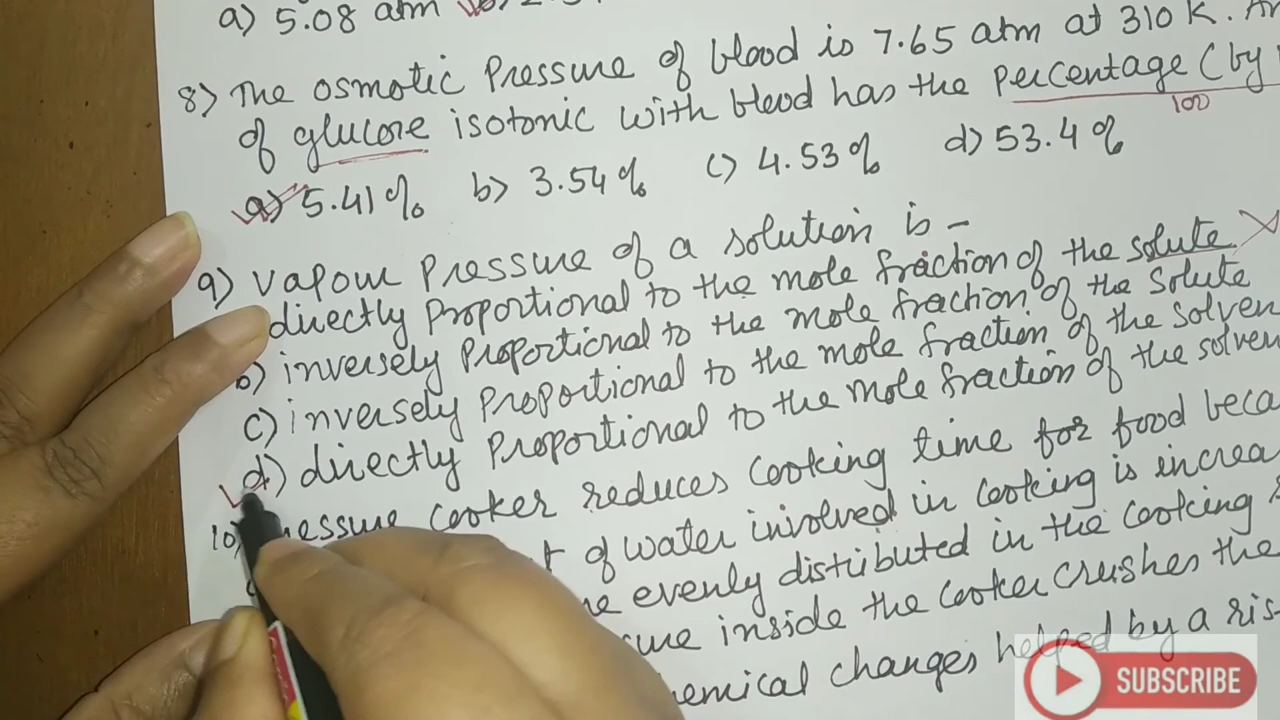 a) 5.08 atm
8) The osmotic Pressure of blood is 7.65 atm at 310 K. An
of glucose isotonic with blood has the percentage (by
100
a) 5.41% b) 3.54% c) 4.53% d) 53.4%
9) Vapour Pressure of a solution is -
directly proportional to the mole fraction of the solute
b) inversely proportional to the mole fraction of the solute
c) inversely proportional to the mole fraction of the solven
d) directly proportional to the mole fraction of the solven
10) Pressure cooker reduces cooking time for food beca
of water involved in cooking is increa
evenly distributed in the cooking
inside the cooker crushes the
changes helped by a ris
SUBSCRIBE